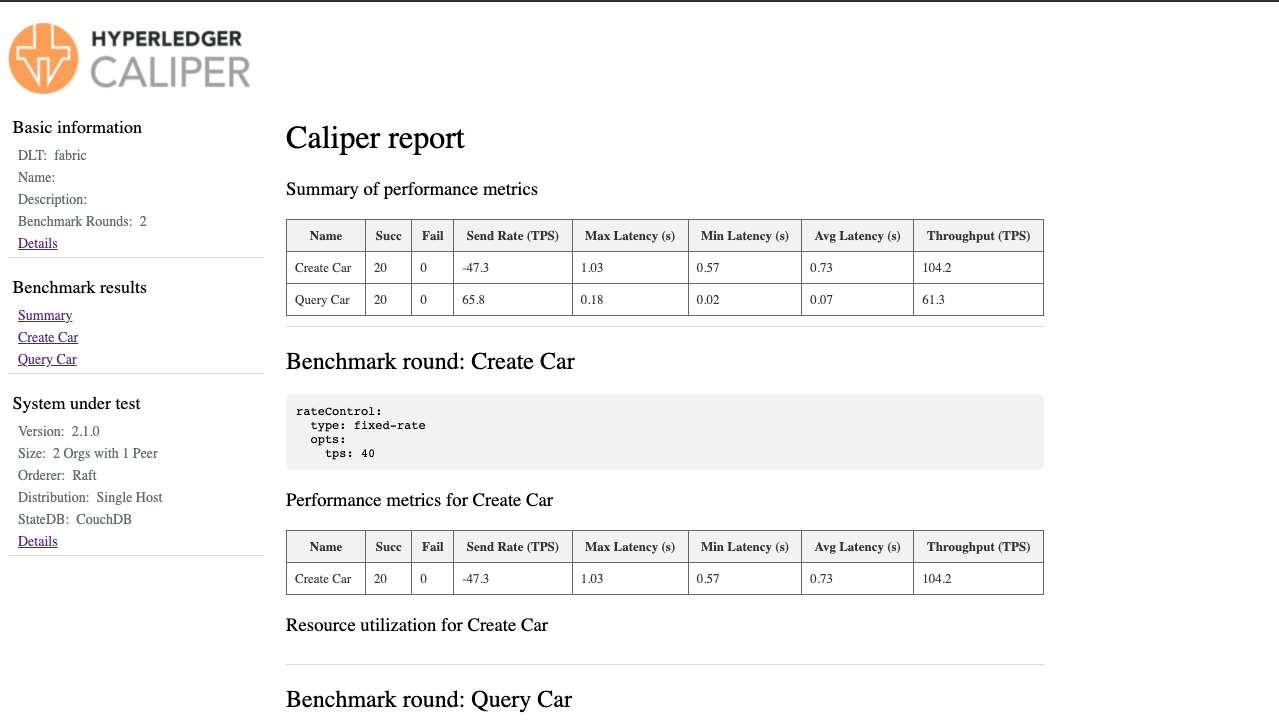 HYPERLEDGER
CALIPER
Basic information
DLT: fabric
Name:
Description:
Benchmark Rounds: 2
Details
Benchmark results
Summary
Create Car
Query Car
System under test
Version: 2.1.0
Size: 2 Orgs with 1 Peer
Orderer: Raft
Distribution: Single Host
StateDB: CouchDB
Details
Caliper report
Summary of performance metrics
Name Succ Fail Send Rate (TPS) Max Latency (s) Min Latency (s) Avg Latency (s) Throughput (TPS)
Create Car 20 0 -47.3 1.03 0.57 0.73 104.2
Query Car 20 0 65.8 0.18 0.02 0.07 61.3
Benchmark round: Create Car
rateControl:
  type: fixed-rate
  opts:
    tps: 40
Performance metrics for Create Car
Name Succ Fail Send Rate (TPS) Max Latency (s) Min Latency (s) Avg Latency (s) Throughput (TPS)
Create Car 20 0 -47.3 1.03 0.57 0.73 104.2
Resource utilization for Create Car
Benchmark round: Query Car